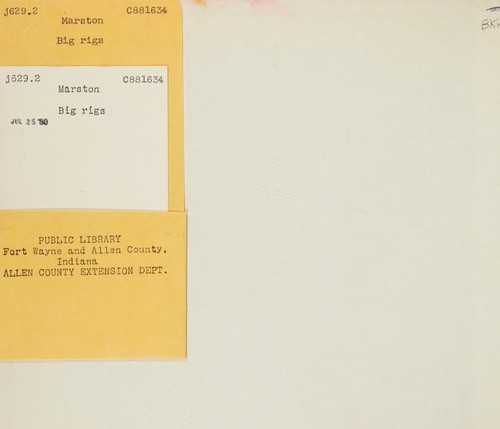 j629.2 C881634
Marston
Big rigs
j629.2 C881634
Marston
Big rigs
JUL 25 '80
PUBLIC LIBRARY
Fort Wayne and Allen County,
Indiana
ALLEN COUNTY EXTENSION DEPT.